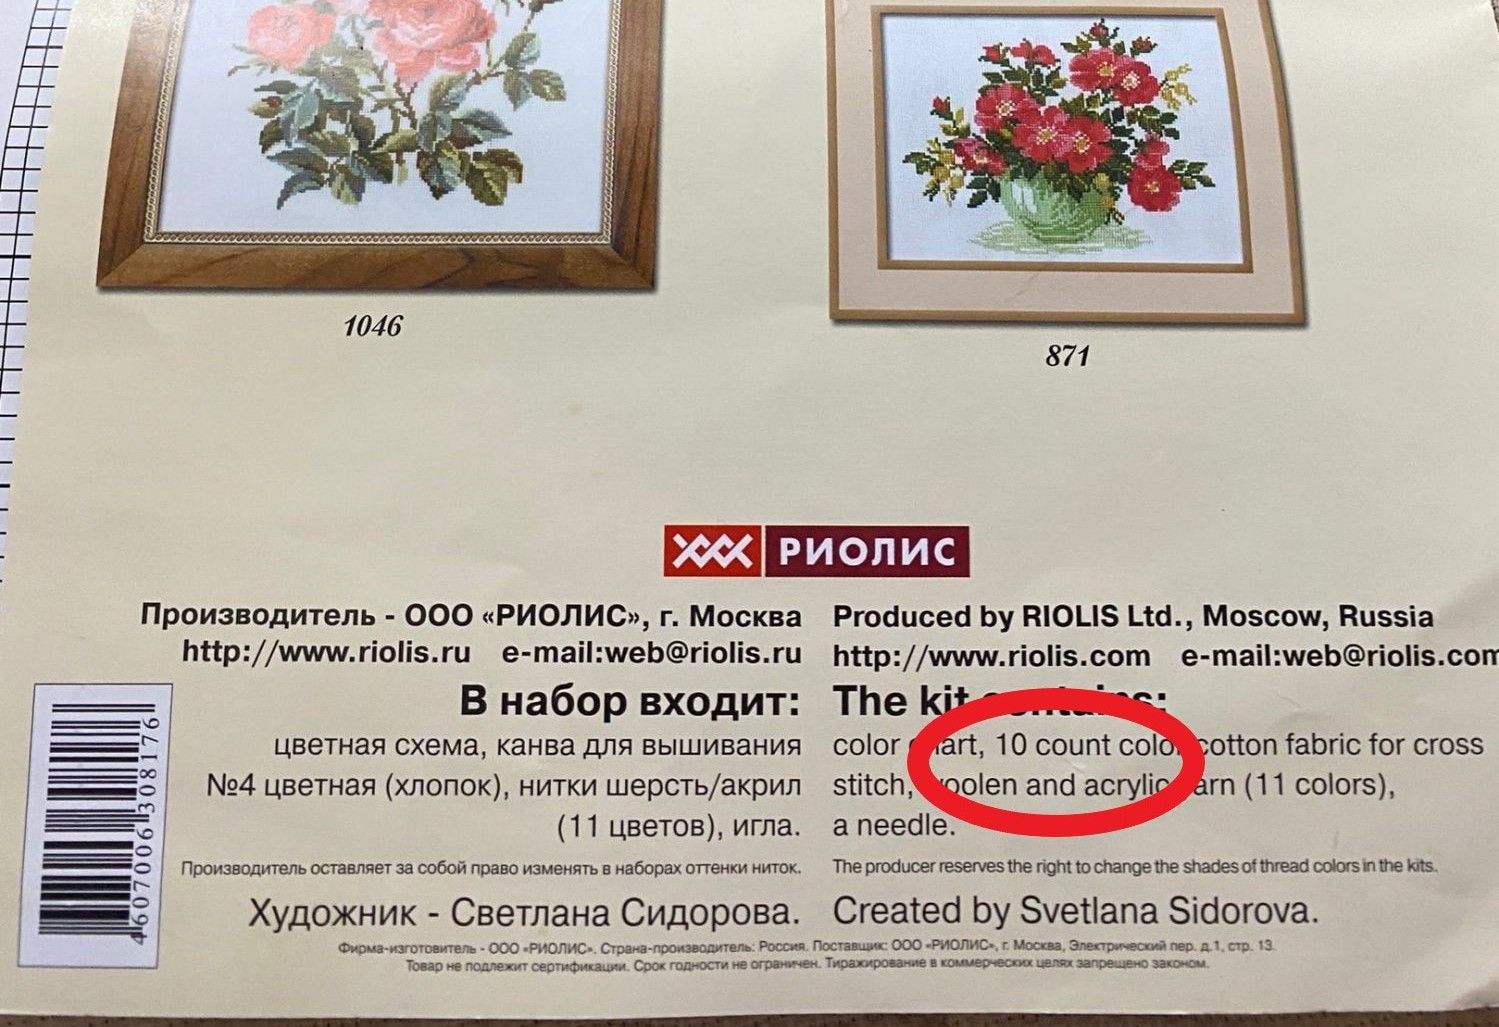 1046
871
РИОЛИС
Производитель - ООО «РИОЛИС», г. Москва
http://www.riolis.ru e-mail:web@riolis.ru
В набор входит:
цветная схема, канва для вышивания
№4 цветная (хлопок), нитки шерсть/акрил
(11 цветов), игла.
Производитель оставляет за собой право изменять в наборах оттенки ниток.
Художник - Светлана Сидорова.
Produced by RIOLIS Ltd., Moscow, Russia
http://www.riolis.com e-mail:web@riolis.com
The kit contains:
color chart, 10 count color cotton fabric for cross
stitch, woolen and acrylic yarn (11 colors),
a needle.
The producer reserves the right to change the shades of thread colors in the kits.
Created by Svetlana Sidorova.
Фирма-изготовитель - ООО «РИОЛИС». Страна-производитель: Россия. Поставщик: ООО «РИОЛИС», г. Москва, Электрический пер. д.1, стр. 13.
Товар не подлежит сертификации. Срок годности не ограничен. Тиражирование в коммерческих целях запрещено законом.
4607006308176